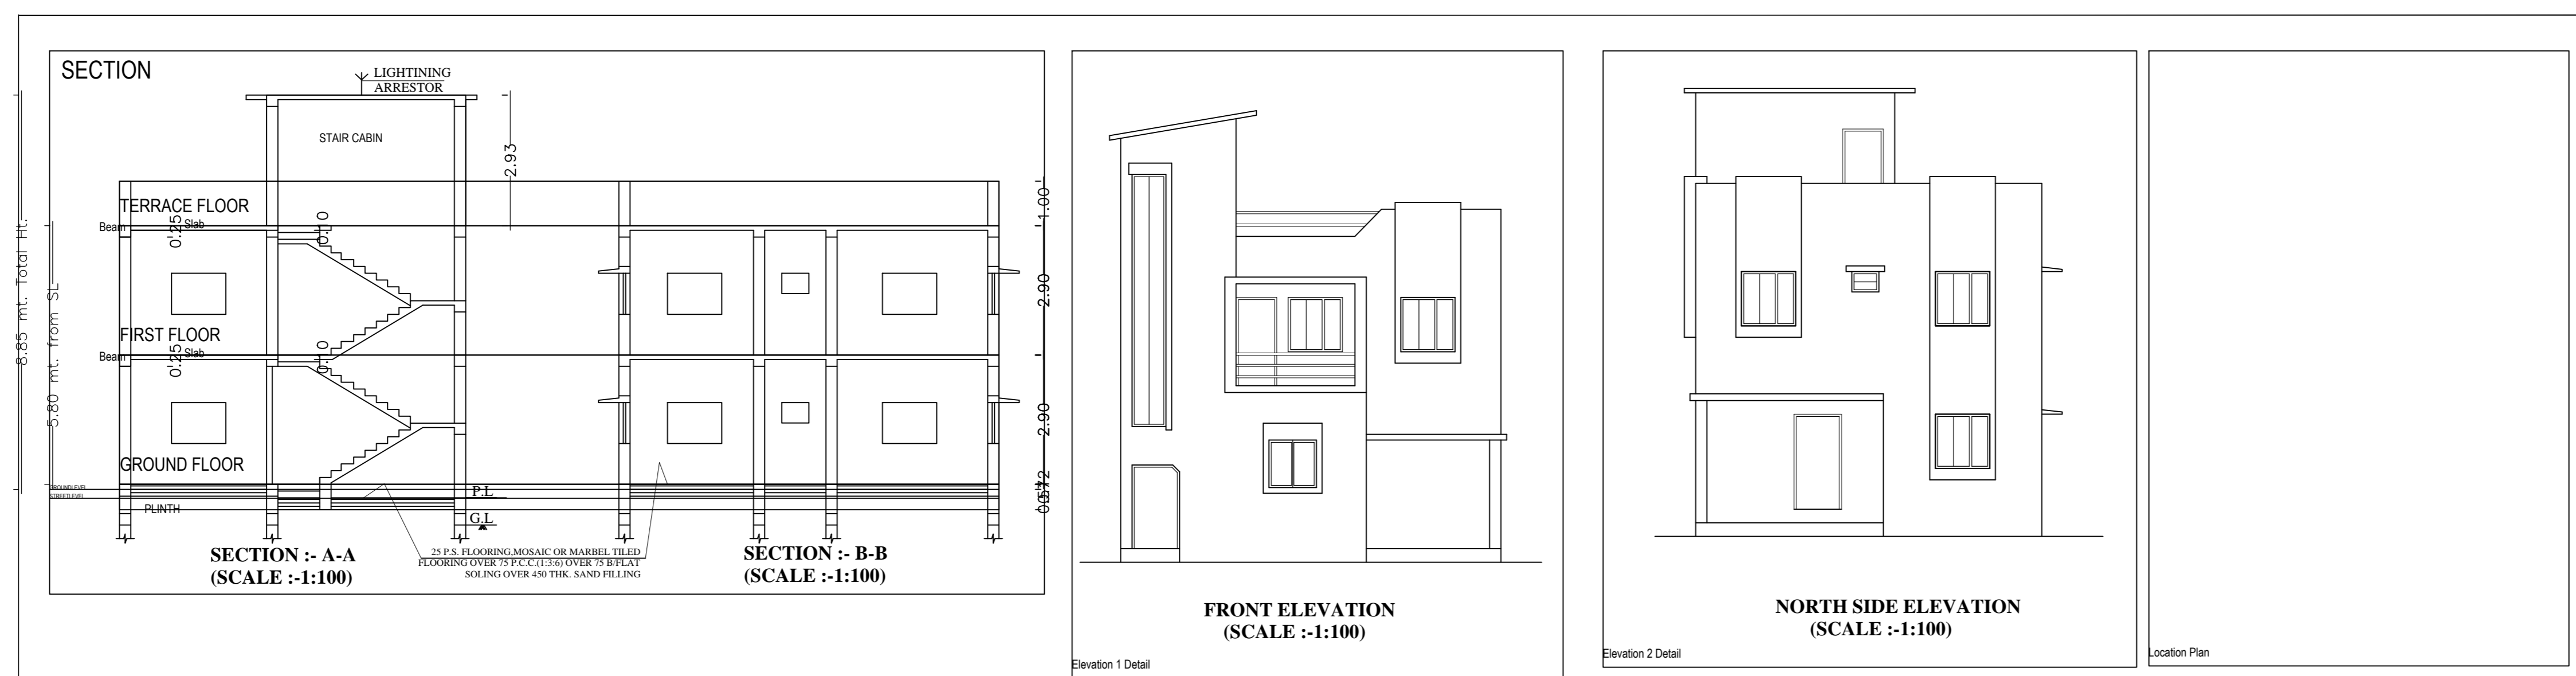 SECTION
LIGHTINING
ARRESTOR
STAIR CABIN
2.93
TERRACE FLOOR
1.00
Beam
Slab
0.25
0.10
8.85 mt. Total Ht.
5.80 mt. from SL
2.90
FIRST FLOOR
Beam
Slab
0.25
0.10
2.90
GROUND FLOOR
GROUND LEVEL
STREET LEVEL
P.L
PLINTH
G.L
SECTION :- A-A
(SCALE :-1:100)
25 P.S. FLOORING,MOSAIC OR MARBEL TILED
FLOORING OVER 75 P.C.C.(1:3:6) OVER 75 B/FLAT
SOLING OVER 450 THK. SAND FILLING
SECTION :- B-B
(SCALE :-1:100)
FRONT ELEVATION
(SCALE :-1:100)
Elevation 1 Detail
NORTH SIDE ELEVATION
(SCALE :-1:100)
Elevation 2 Detail
Location Plan